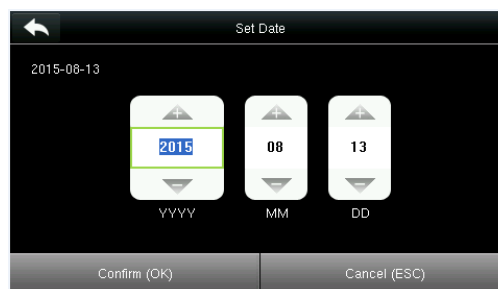 Set Date
2015-08-13
2015 08 13
YYYY MM DD
Confirm (OK) Cancel (ESC)